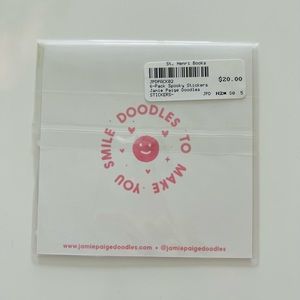 St. Henri Books
JPDPACK02
6-Pack Spooky Stickers
Jamie Paige Doodles
STICKERS-
$20.00
DOODLES TO MAKE YOU SMILE
www.jamiepaigedoodles.com • @jamiepaigedoodles